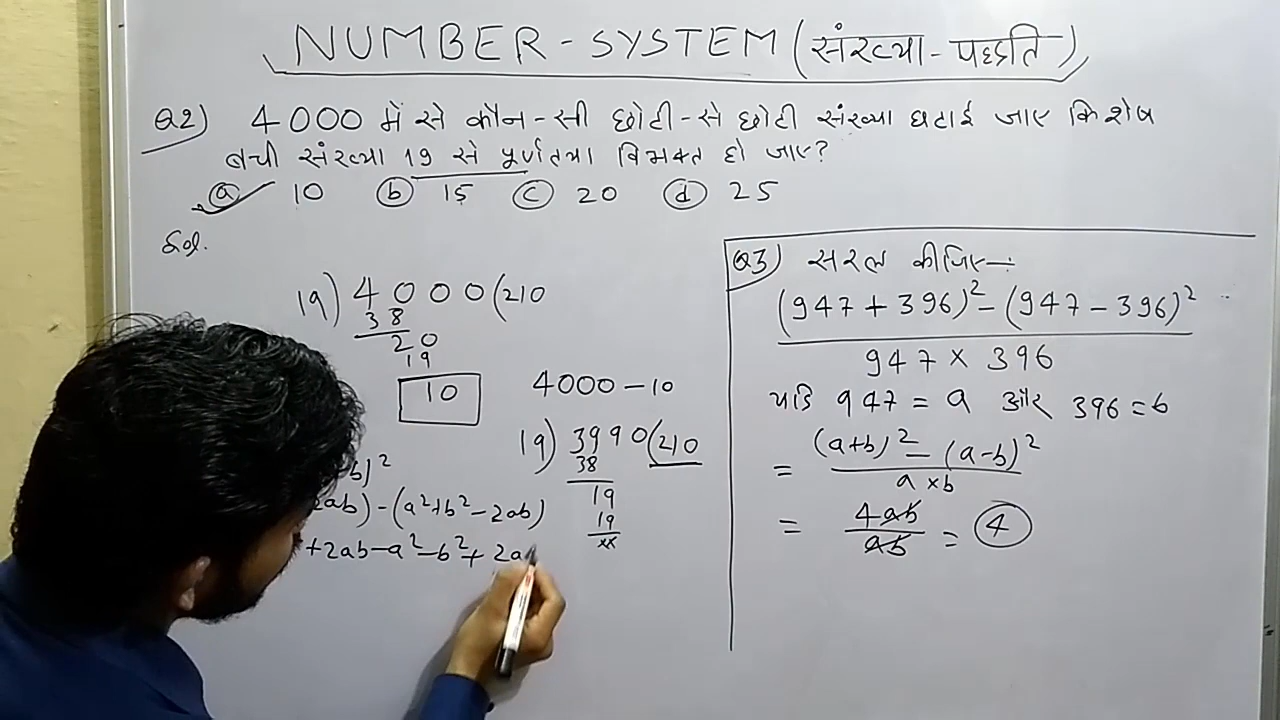 NUMBER-SYSTEM (संख्या-पद्धति)
Q2) 4000 में से कौन-सी छोटी-से छोटी संख्या घटाई जाए कि शेष
बची संख्या 19 से पूर्णतया विभक्त हो जाए?
(a) 10 (b) 15 (c) 20 (d) 25
Sol.
19) 4000 (210
38
20
19
10
4000-10
19) 3990 (210
38
19
19
xx
b)²
2ab) - (a²+b²-2ab)
+2ab-a²-b²+2a
Q3) सरल कीजिए:-
(947+396)² - (947-396)²
947 × 396
यदि 947 = a और 396 = b
= (a+b)² - (a-b)²
a×b
= 4ab
ab
= 4